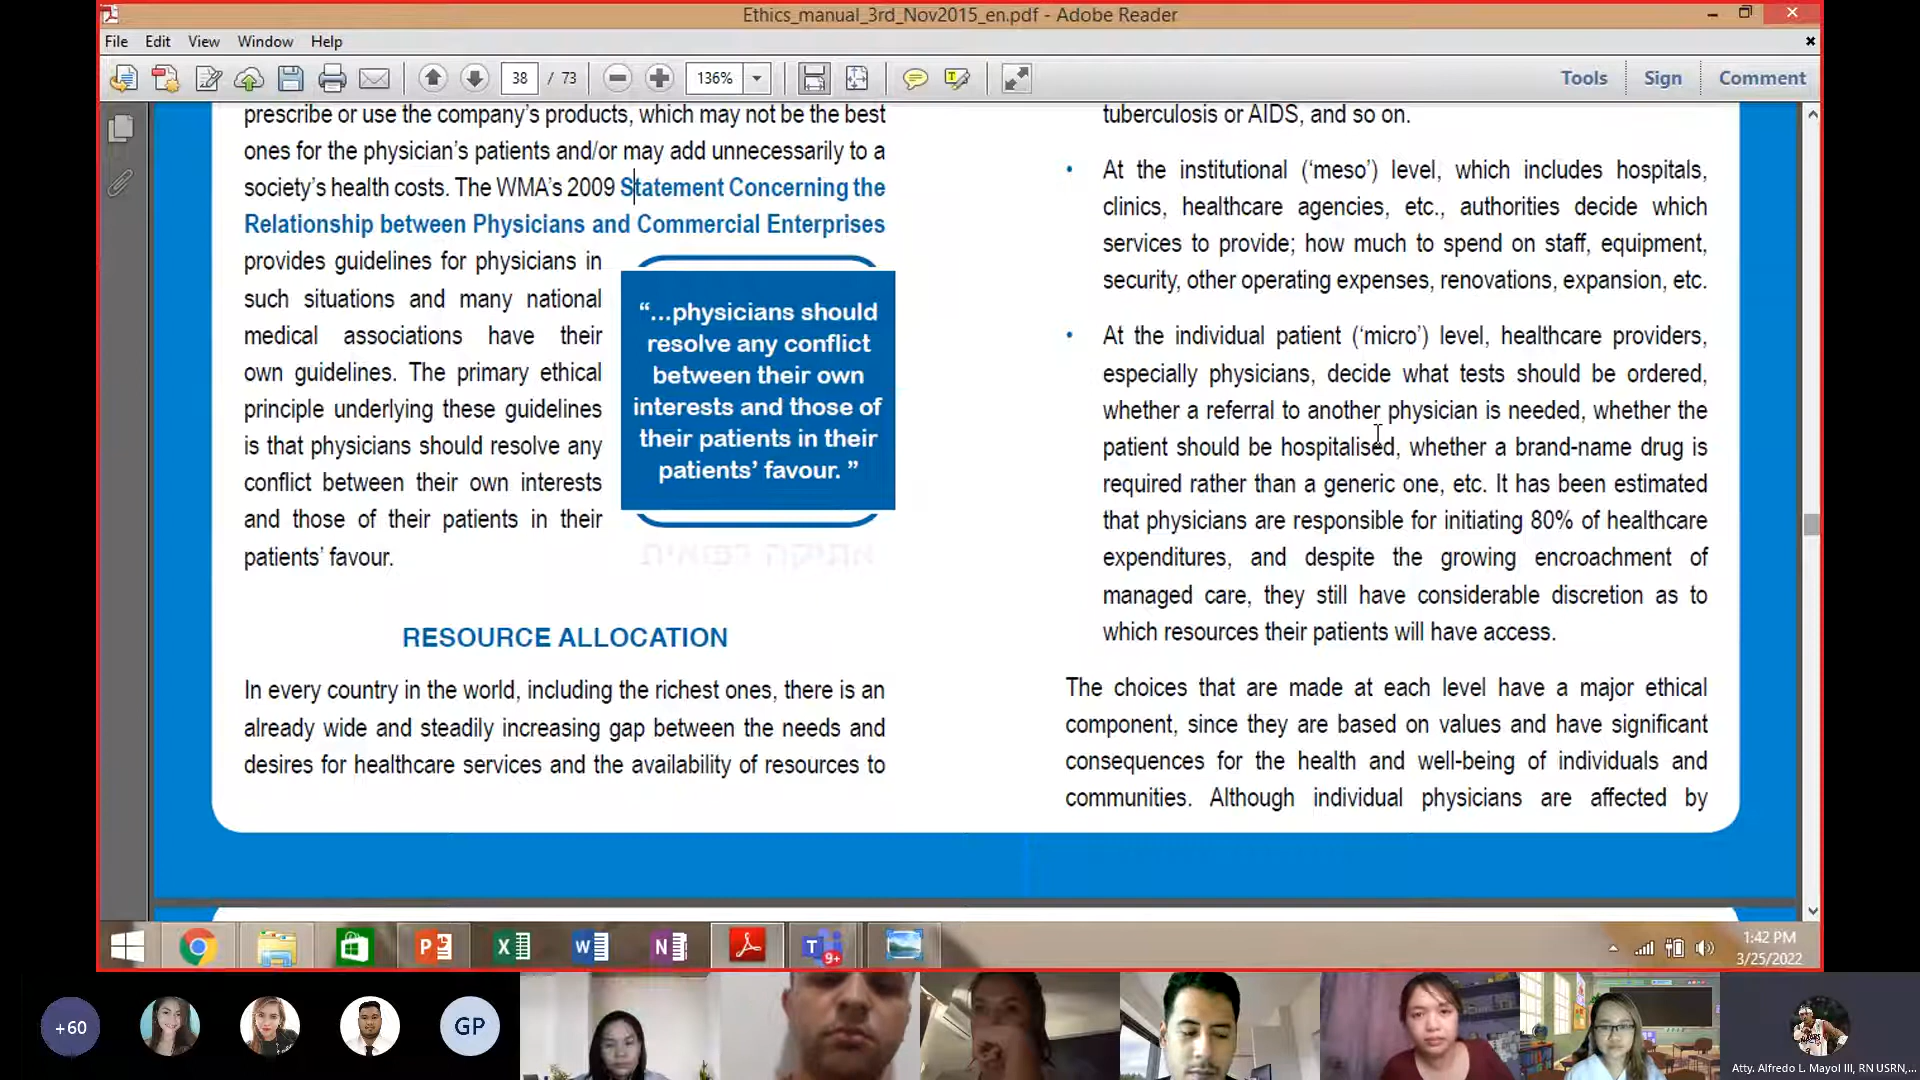 Ethics_manual_3rd_Nov2015_en.pdf - Adobe Reader
File Edit View Window Help
38 / 73 136% Tools Sign Comment
prescribe or use the company's products, which may not be the best
ones for the physician's patients and/or may add unnecessarily to a
society's health costs. The WMA's 2009 Statement Concerning the
Relationship between Physicians and Commercial Enterprises
provides guidelines for physicians in
such situations and many national
medical associations have their
own guidelines. The primary ethical
principle underlying these guidelines
is that physicians should resolve any
conflict between their own interests
and those of their patients in their
patients' favour.
“...physicians should
resolve any conflict
between their own
interests and those of
their patients in their
patients’ favour. ”
RESOURCE ALLOCATION
In every country in the world, including the richest ones, there is an
already wide and steadily increasing gap between the needs and
desires for healthcare services and the availability of resources to
tuberculosis or AIDS, and so on.
• At the institutional (‘meso’) level, which includes hospitals,
clinics, healthcare agencies, etc., authorities decide which
services to provide; how much to spend on staff, equipment,
security, other operating expenses, renovations, expansion, etc.
• At the individual patient (‘micro’) level, healthcare providers,
especially physicians, decide what tests should be ordered,
whether a referral to another physician is needed, whether the
patient should be hospitalised, whether a brand-name drug is
required rather than a generic one, etc. It has been estimated
that physicians are responsible for initiating 80% of healthcare
expenditures, and despite the growing encroachment of
managed care, they still have considerable discretion as to
which resources their patients will have access.
The choices that are made at each level have a major ethical
component, since they are based on values and have significant
consequences for the health and well-being of individuals and
communities. Although individual physicians are affected by
9+
1:42 PM
3/25/2022
+60
GP
Atty. Alfredo L. Mayol III, RN USRN,...